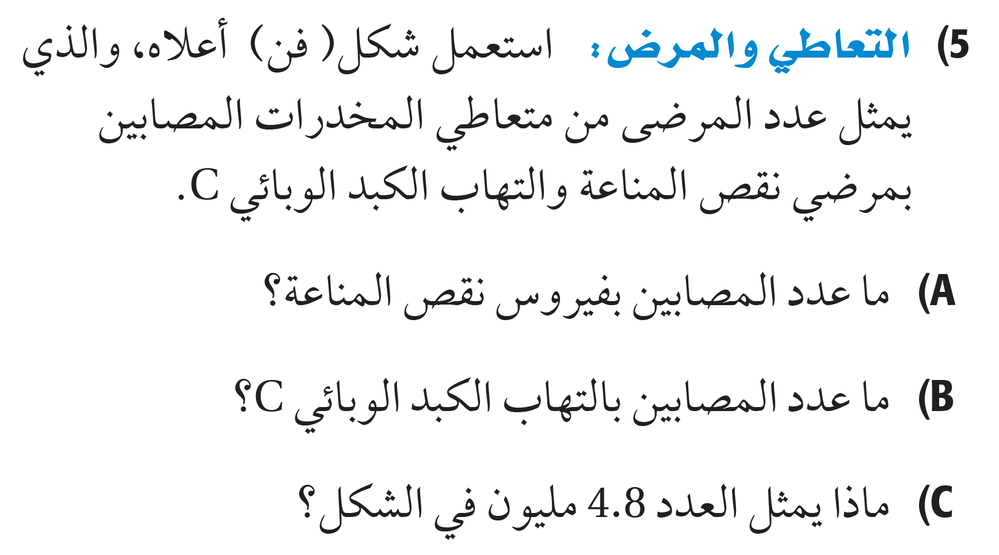 5) التعاطي والمرض: استعمل شكل( فن) أعلاه، والذي
يمثل عدد المرضى من متعاطي المخدرات المصابين
بمرضي نقص المناعة والتهاب الكبد الوبائي C.
A) ما عدد المصابين بفيروس نقص المناعة؟
B) ما عدد المصابين بالتهاب الكبد الوبائي C؟
C) ماذا يمثل العدد 4.8 مليون في الشكل؟